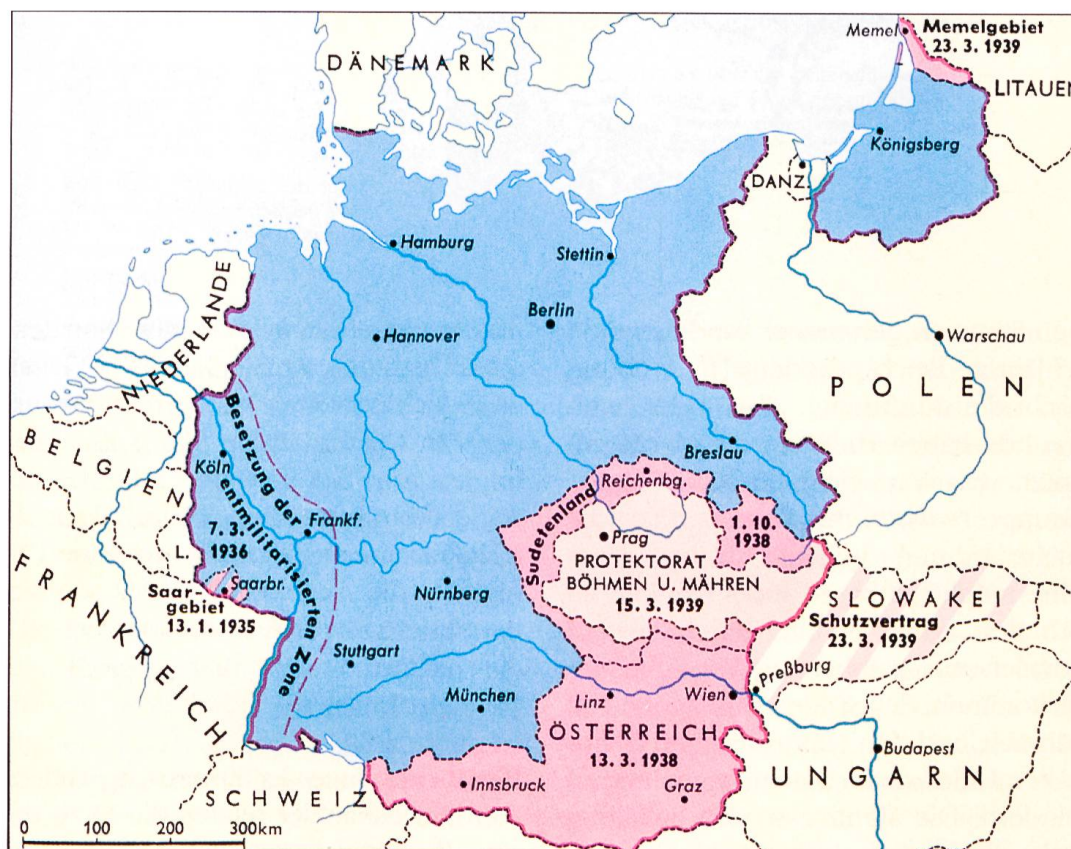 DÄNEMARK
Memel
Memelgebiet
23. 3. 1939
LITAUEN
Königsberg
DANZ.
Hamburg
Stettin
Berlin
Hannover
Warschau
NIEDERLANDE
POLEN
BELGIEN
Köln
7. 3.
1936
Besetzung der
entmilitarisierten Zone
Frankf.
L.
Breslau
Reichenbg.
Sudetenland
1. 10.
1938
Prag
PROTEKTORAT
BÖHMEN U. MÄHREN
15. 3. 1939
SLOWAKEI
Schutzvertrag
23. 3. 1939
Saarbr.
Saar-
gebiet
13. 1. 1935
FRANKREICH
Nürnberg
Stuttgart
München
Linz
Wien
Preßburg
ÖSTERREICH
13. 3. 1938
Budapest
UNGARN
Innsbruck
Graz
SCHWEIZ
0 100 200 300km